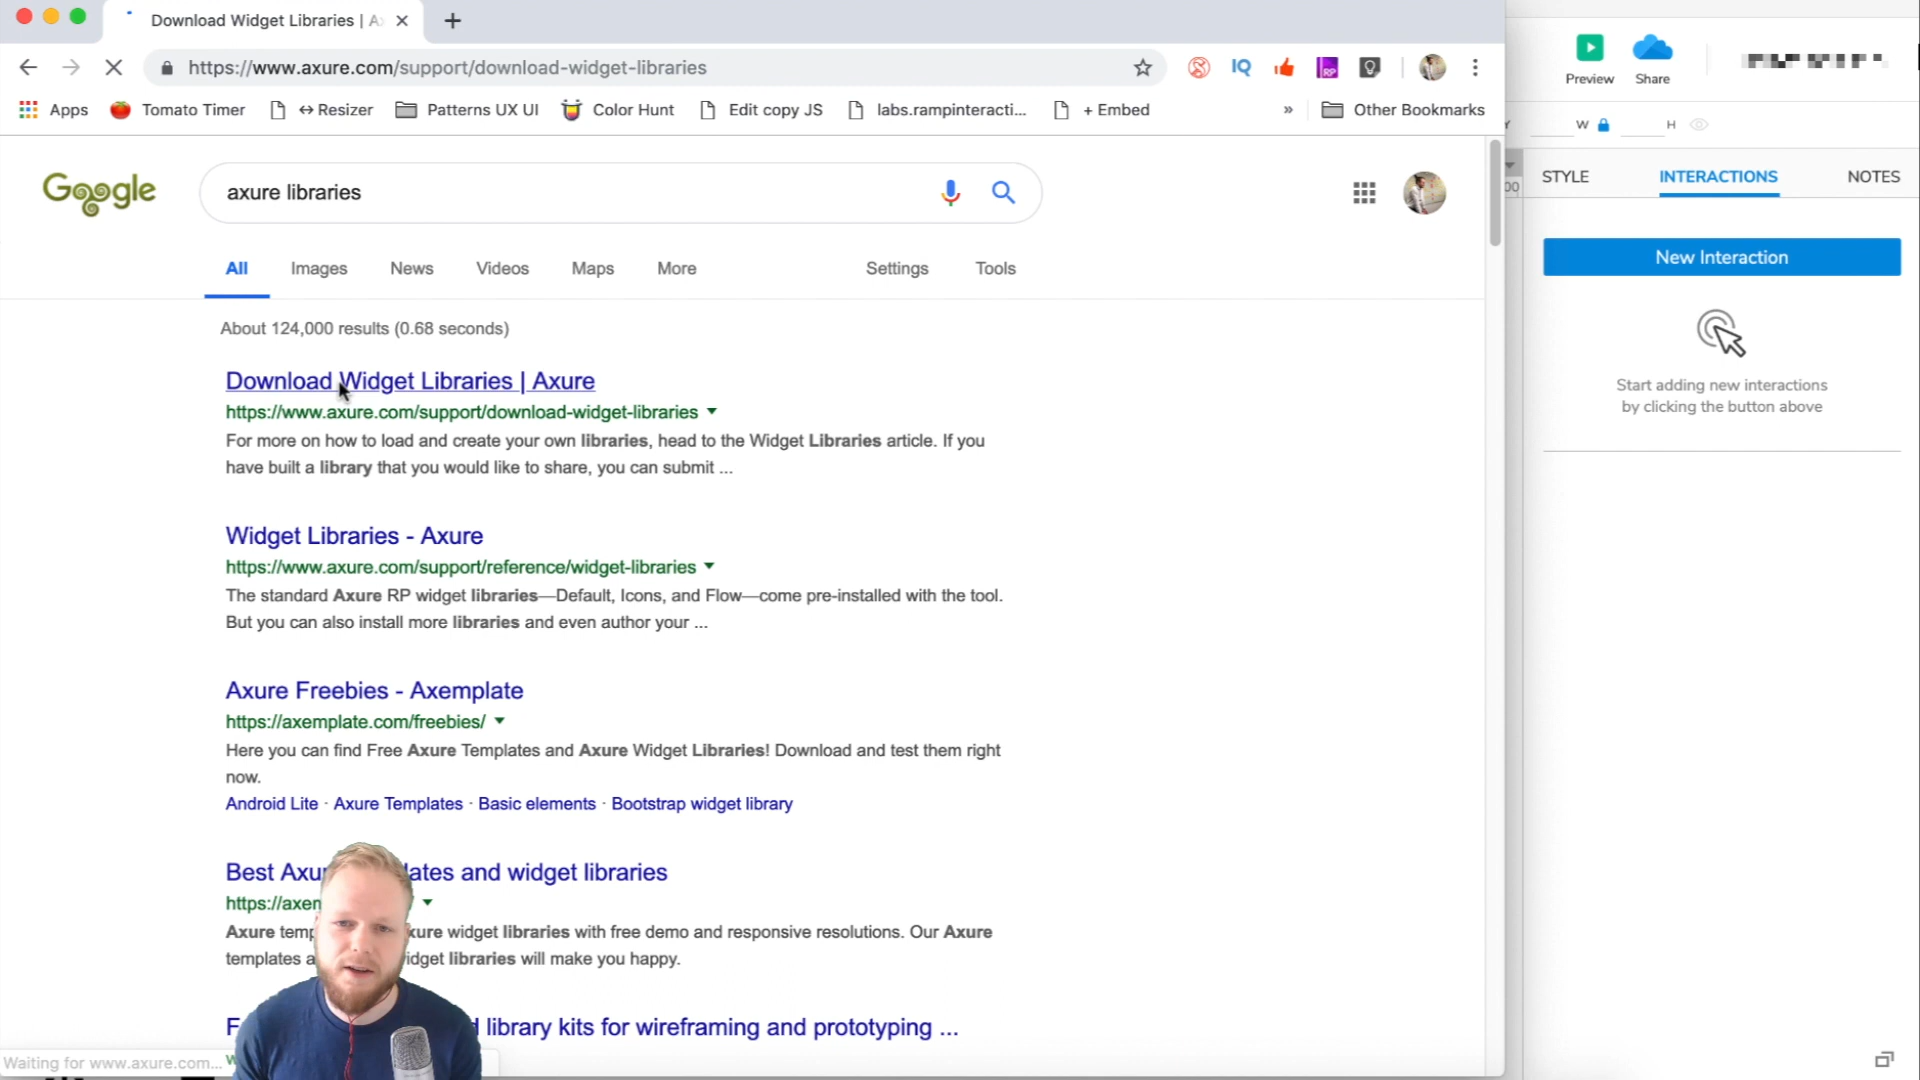 Download Widget Libraries | Ax
https://www.axure.com/support/download-widget-libraries
IQ
RP
Preview
Share
Apps
Tomato Timer
↔Resizer
Patterns UX UI
Color Hunt
Edit copy JS
labs.rampinteracti...
+ Embed
»
Other Bookmarks
W
H
Google
axure libraries
STYLE
INTERACTIONS
NOTES
All
Images
News
Videos
Maps
More
Settings
Tools
New Interaction
About 124,000 results (0.68 seconds)
Start adding new interactions
by clicking the button above
Download Widget Libraries | Axure
https://www.axure.com/support/download-widget-libraries
For more on how to load and create your own libraries, head to the Widget Libraries article. If you
have built a library that you would like to share, you can submit ...
Widget Libraries - Axure
https://www.axure.com/support/reference/widget-libraries
The standard Axure RP widget libraries—Default, Icons, and Flow—come pre-installed with the tool.
But you can also install more libraries and even author your ...
Axure Freebies - Axemplate
https://axemplate.com/freebies/
Here you can find Free Axure Templates and Axure Widget Libraries! Download and test them right
now.
Android Lite · Axure Templates · Basic elements · Bootstrap widget library
Best Axu lates and widget libraries
https://axem
Axure temp xure widget libraries with free demo and responsive resolutions. Our Axure
templates a idget libraries will make you happy.
F d library kits for wireframing and prototyping ...
Waiting for www.axure.com...